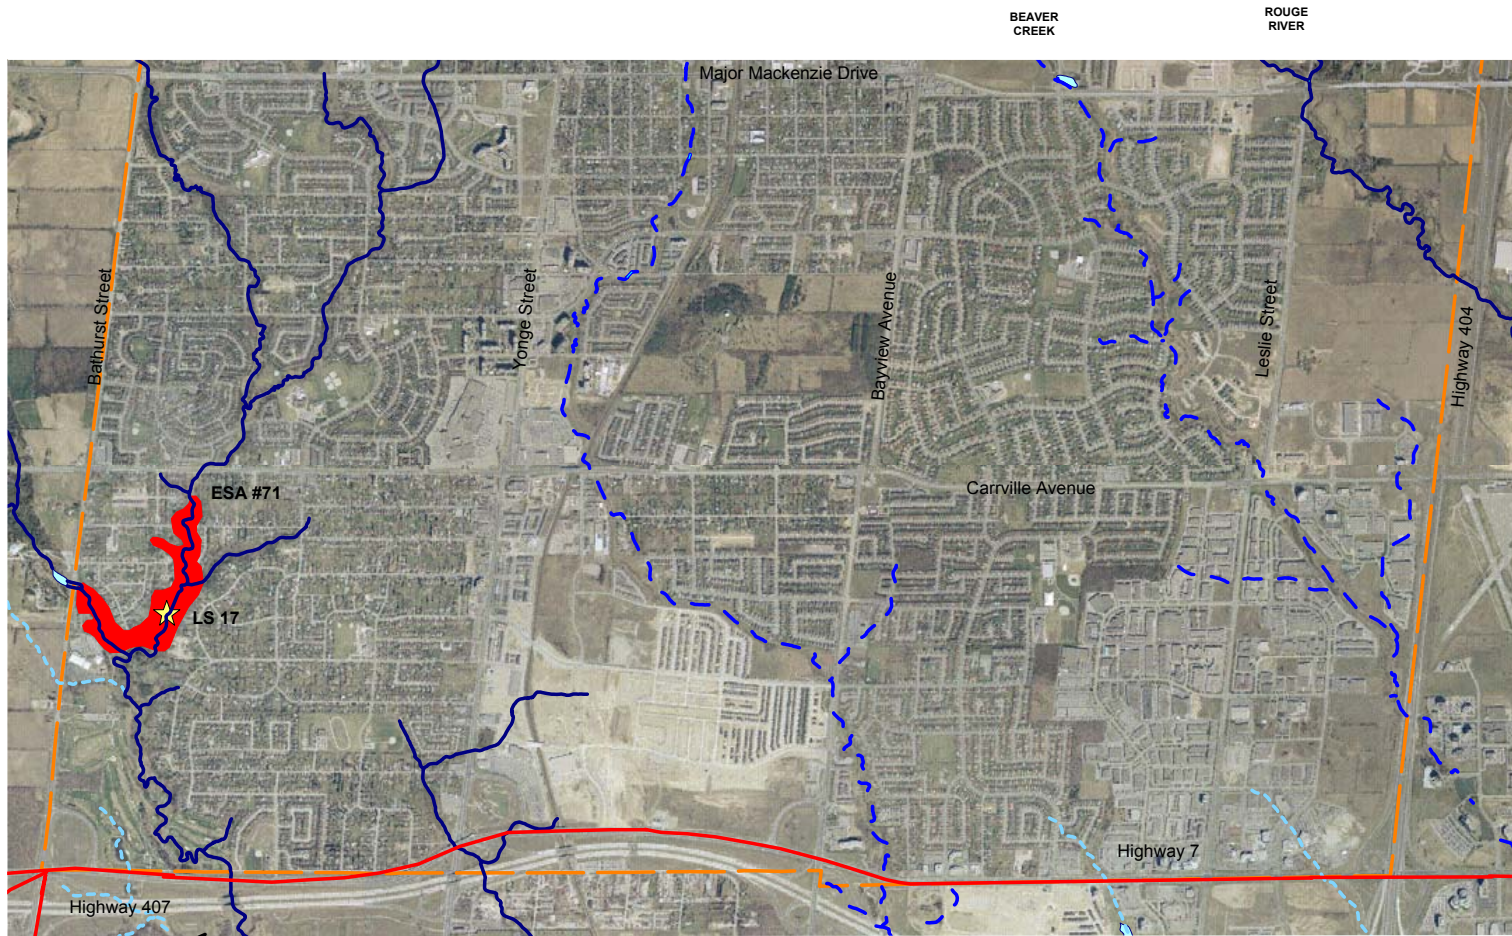 BEAVER
CREEK
ROUGE
RIVER
Major Mackenzie Drive
Bathurst Street
Yonge Street
Bayview Avenue
Leslie Street
Highway 404
ESA #71
Carrville Avenue
LS 17
Highway 7
Highway 407